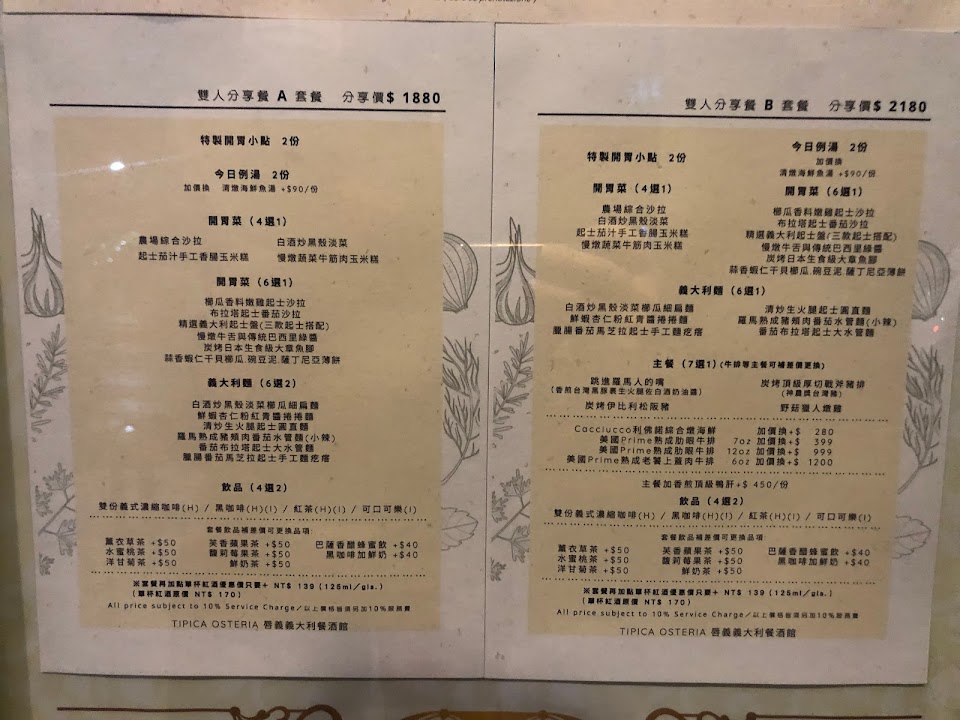 雙人分享餐 A 套餐 分享價$ 1880
特製開胃小點 2份
今日例湯 2份
加價換 清燉海鮮魚湯 +$90/份
開胃菜 (4選1)
農場綜合沙拉 白酒炒黑殼淡菜
起士茄汁手工香腸玉米糕 慢燉蔬菜牛筋肉玉米糕
開胃菜 (6選1)
櫛瓜香料嫩雞起士沙拉
布拉塔起士番茄沙拉
精選義大利起士盤(三款起士搭配)
慢燉牛舌與傳統巴西里綠醬
炭烤日本生食級大章魚腳
蒜香蝦仁干貝櫛瓜.碗豆泥.薩丁尼亞薄餅
義大利麵 (6選2)
白酒炒黑殼淡菜櫛瓜細扁麵
鮮蝦杏仁粉紅青醬捲捲麵
清炒生火腿起士圓直麵
羅馬熟成豬頰肉番茄水管麵(小辣)
番茄布拉塔起士大水管麵
臘腸番茄馬芝拉起士手工麵疙瘩
飲品 (4選2)
雙份義式濃縮咖啡(H) / 黑咖啡(H)(I) / 紅茶(H)(I) / 可口可樂(I)
套餐飲品補差價可更換品項:
薰衣草茶 +$50 芙香蘋果茶 +$50 巴薩香醋蜂蜜飲 +$40
水蜜桃茶 +$50 馥莉莓果茶 +$50 黑咖啡加鮮奶 +$40
洋甘菊茶 +$50 鮮奶茶 +$50
※套餐再加點單杯紅酒優惠價只要+ NT$ 139 (125ml/gls.)
(單杯紅酒原價 NT$ 170)
All price subject to 10% Service Charge/以上價格皆須另加10%服務費
TIPICA OSTERIA 唇義義大利餐酒館
雙人分享餐 B 套餐 分享價$ 2180
特製開胃小點 2份
開胃菜 (4選1)
農場綜合沙拉
白酒炒黑殼淡菜
起士茄汁手工香腸玉米糕
慢燉蔬菜牛筋肉玉米糕
今日例湯 2份
加價換
清燉海鮮魚湯 +$90/份
開胃菜 (6選1)
櫛瓜香料嫩雞起士沙拉
布拉塔起士番茄沙拉
精選義大利起士盤(三款起士搭配)
慢燉牛舌與傳統巴西里綠醬
炭烤日本生食級大章魚腳
蒜香蝦仁干貝櫛瓜.碗豆泥.薩丁尼亞薄餅
義大利麵 (6選1)
白酒炒黑殼淡菜櫛瓜細扁麵 清炒生火腿起士圓直麵
鮮蝦杏仁粉紅青醬捲捲麵 羅馬熟成豬頰肉番茄水管麵(小辣)
臘腸番茄馬芝拉起士手工麵疙瘩 番茄布拉塔起士大水管麵
主餐 (7選1)(牛排等主餐可補差價更換)
跳進羅馬人的嘴 炭烤頂級厚切戰斧豬排
(香煎台灣黑豚裹生火腿佐白酒奶油醬) (神農獎台灣豬)
炭烤伊比利松阪豬 野菇獵人燉雞
Cacciucco利佛諾綜合燉海鮮 加價換+$ 280
美國Prime熟成肋眼牛排 7oz 加價換+$ 399
美國Prime熟成肋眼牛排 12oz 加價換+$ 999
美國Prime熟成老饕上蓋肉牛排 6oz 加價換+$ 1200
主餐加香煎頂級鴨肝+$ 450/份
飲品 (4選2)
雙份義式濃縮咖啡(H) / 黑咖啡(H)(I) / 紅茶(H)(I) / 可口可樂(I)
套餐飲品補差價可更換品項:
薰衣草茶 +$50 芙香蘋果茶 +$50 巴薩香醋蜂蜜飲 +$40
水蜜桃茶 +$50 馥莉莓果茶 +$50 黑咖啡加鮮奶 +$40
洋甘菊茶 +$50 鮮奶茶 +$50
※套餐再加點單杯紅酒優惠價只要+ NT$ 139 (125ml/gls.)
(單杯紅酒原價 NT$ 170)
All price subject to 10% Service Charge/以上價格皆須另加10%服務費
TIPICA OSTERIA 唇義義大利餐酒館